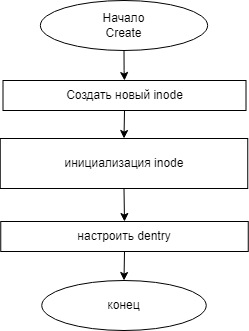 Начало
Create
Создать новый inode
инициализация inode
настроить dentry
конец